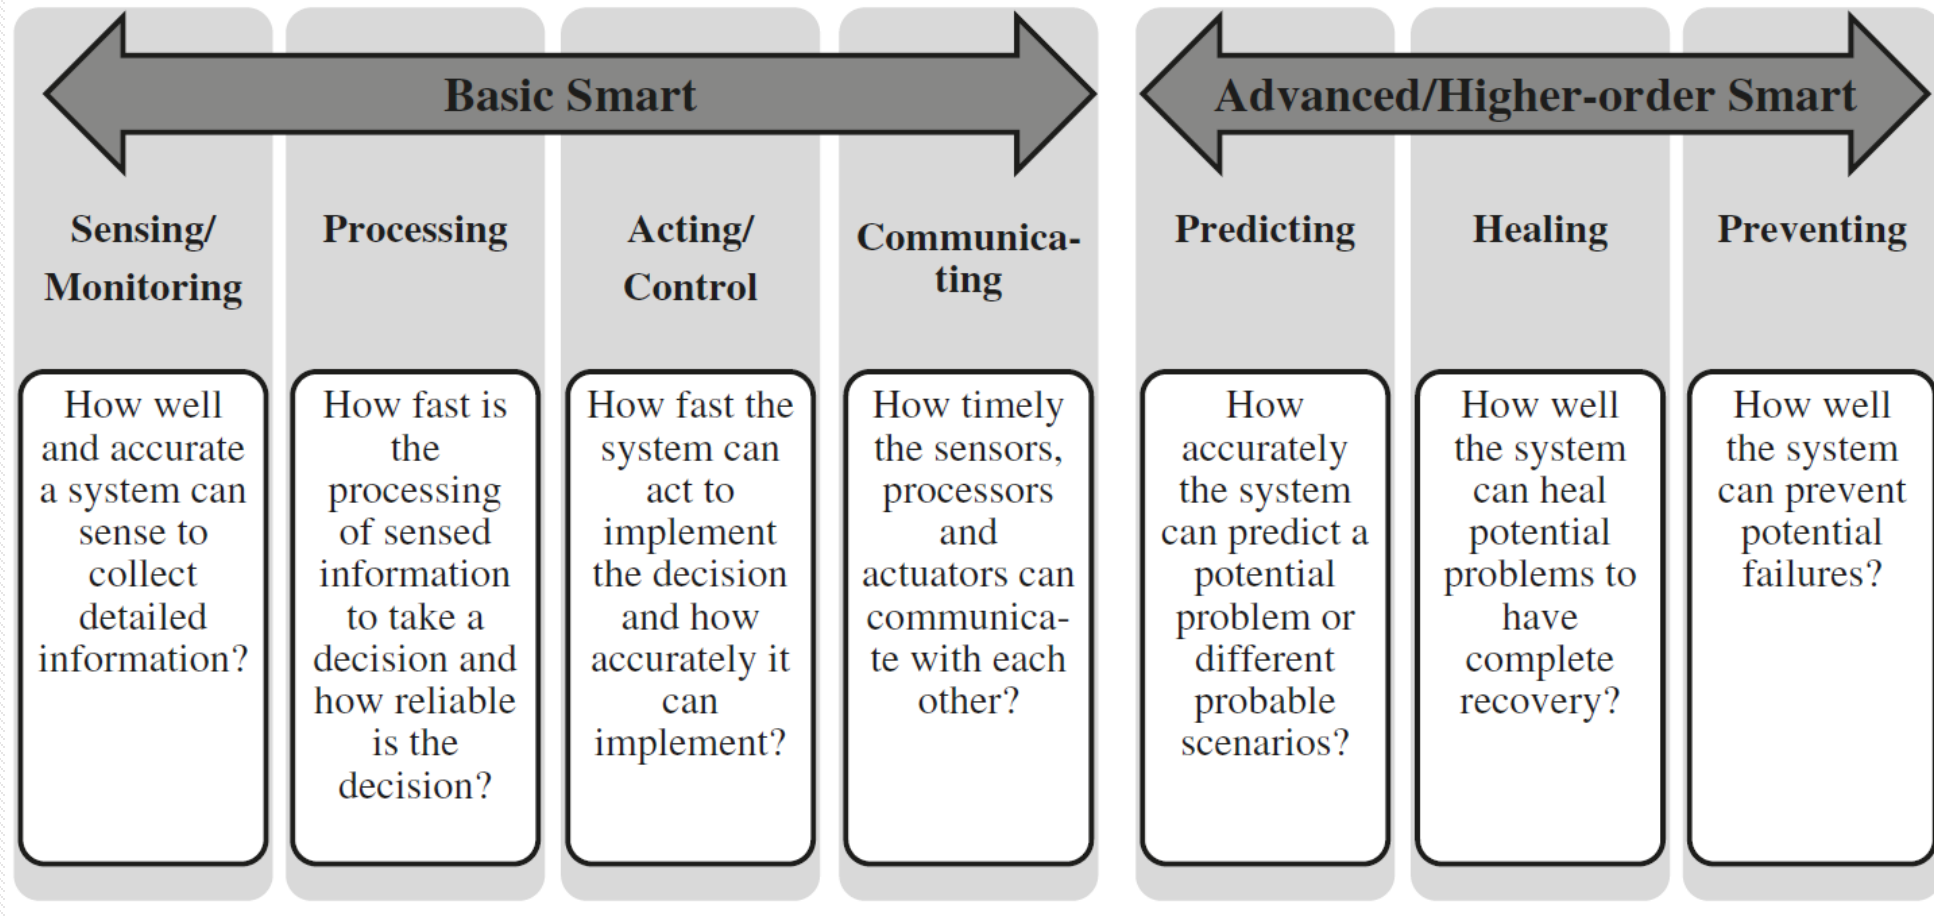 Basic Smart
Advanced/Higher-order Smart
Sensing/
Monitoring
Processing
Acting/
Control
Communica-
ting
Predicting
Healing
Preventing
How well
and accurate
a system can
sense to
collect
detailed
information?
How fast is
the
processing
of sensed
information
to take a
decision and
how reliable
is the
decision?
How fast the
system can
act to
implement
the decision
and how
accurately it
can
implement?
How timely
the sensors,
processors
and
actuators can
communica-
te with each
other?
How
accurately
the system
can predict a
potential
problem or
different
probable
scenarios?
How well
the system
can heal
potential
problems to
have
complete
recovery?
How well
the system
can prevent
potential
failures?